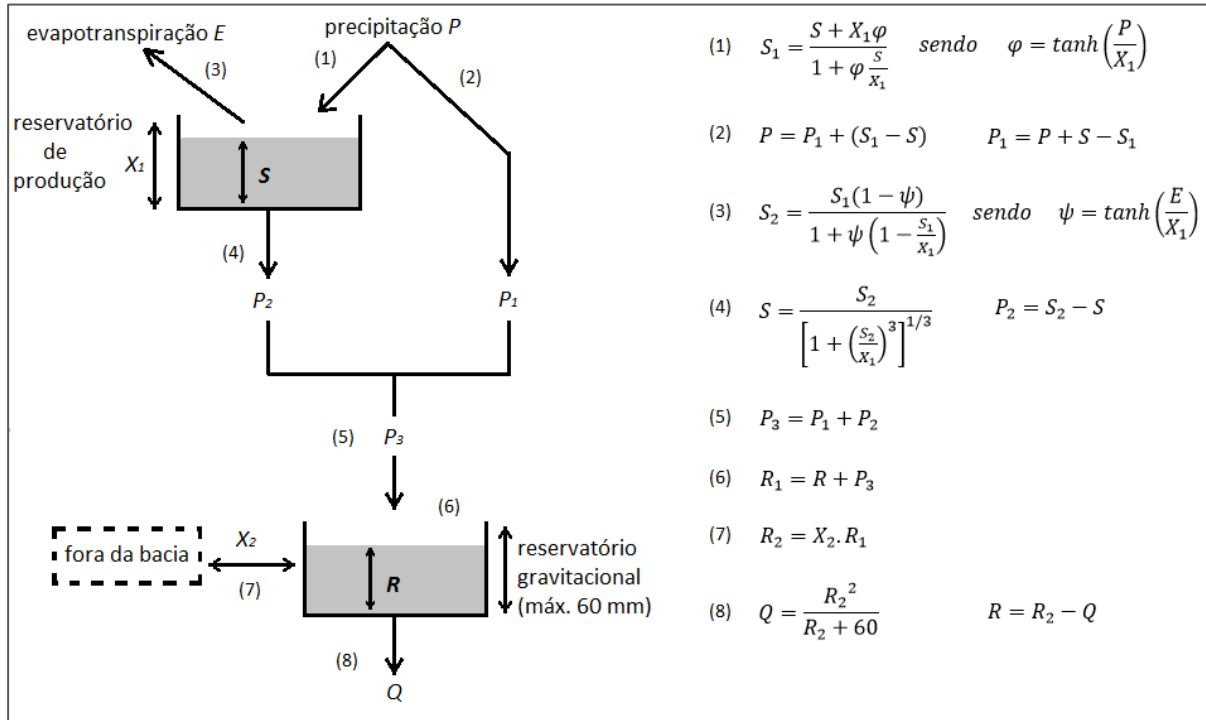 evapotranspiração E
precipitação P
(3)
(1)
(2)
reservatório
de
produção
X₁
S
(4)
P₂
P₁
(5)
P₃
(6)
fora da bacia
X₂
(7)
R
reservatório
gravitacional
(máx. 60 mm)
(8)
Q
(1) S₁ = (S + X₁φ) / (1 + φ S/X₁) sendo φ = tanh(P/X₁)
(2) P = P₁ + (S₁ − S) P₁ = P + S − S₁
(3) S₂ = S₁(1 − ψ) / (1 + ψ(1 − S₁/X₁)) sendo ψ = tanh(E/X₁)
(4) S = S₂ / [1 + (S₂/X₁)³]^(1/3) P₂ = S₂ − S
(5) P₃ = P₁ + P₂
(6) R₁ = R + P₃
(7) R₂ = X₂. R₁
(8) Q = R₂² / (R₂ + 60) R = R₂ − Q